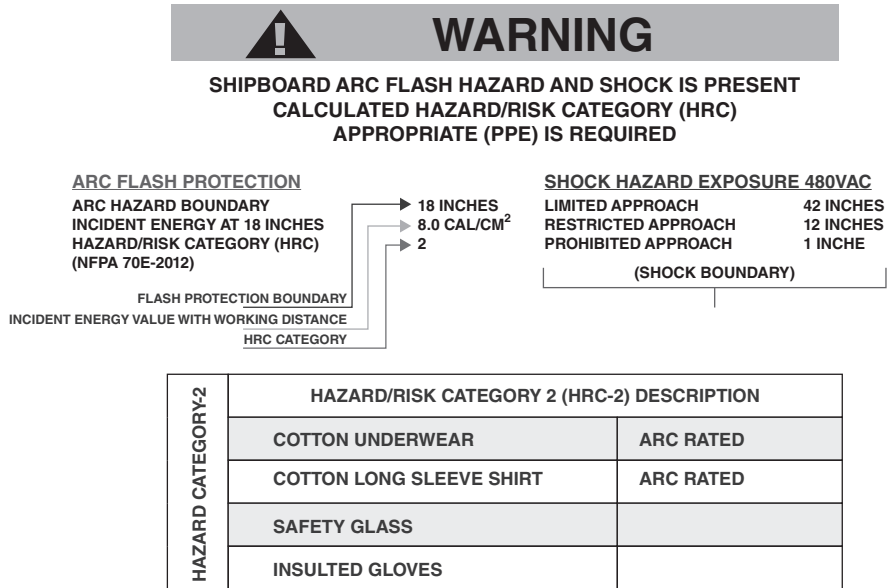 WARNING
SHIPBOARD ARC FLASH HAZARD AND SHOCK IS PRESENT
CALCULATED HAZARD/RISK CATEGORY (HRC)
APPROPRIATE (PPE) IS REQUIRED
ARC FLASH PROTECTION
ARC HAZARD BOUNDARY 18 INCHES
INCIDENT ENERGY AT 18 INCHES 8.0 CAL/CM²
HAZARD/RISK CATEGORY (HRC) 2
(NFPA 70E-2012)
FLASH PROTECTION BOUNDARY
INCIDENT ENERGY VALUE WITH WORKING DISTANCE
HRC CATEGORY
SHOCK HAZARD EXPOSURE 480VAC
LIMITED APPROACH 42 INCHES
RESTRICTED APPROACH 12 INCHES
PROHIBITED APPROACH 1 INCHE
(SHOCK BOUNDARY)
HAZARD CATEGORY-2
HAZARD/RISK CATEGORY 2 (HRC-2) DESCRIPTION
COTTON UNDERWEAR ARC RATED
COTTON LONG SLEEVE SHIRT ARC RATED
SAFETY GLASS
INSULTED GLOVES